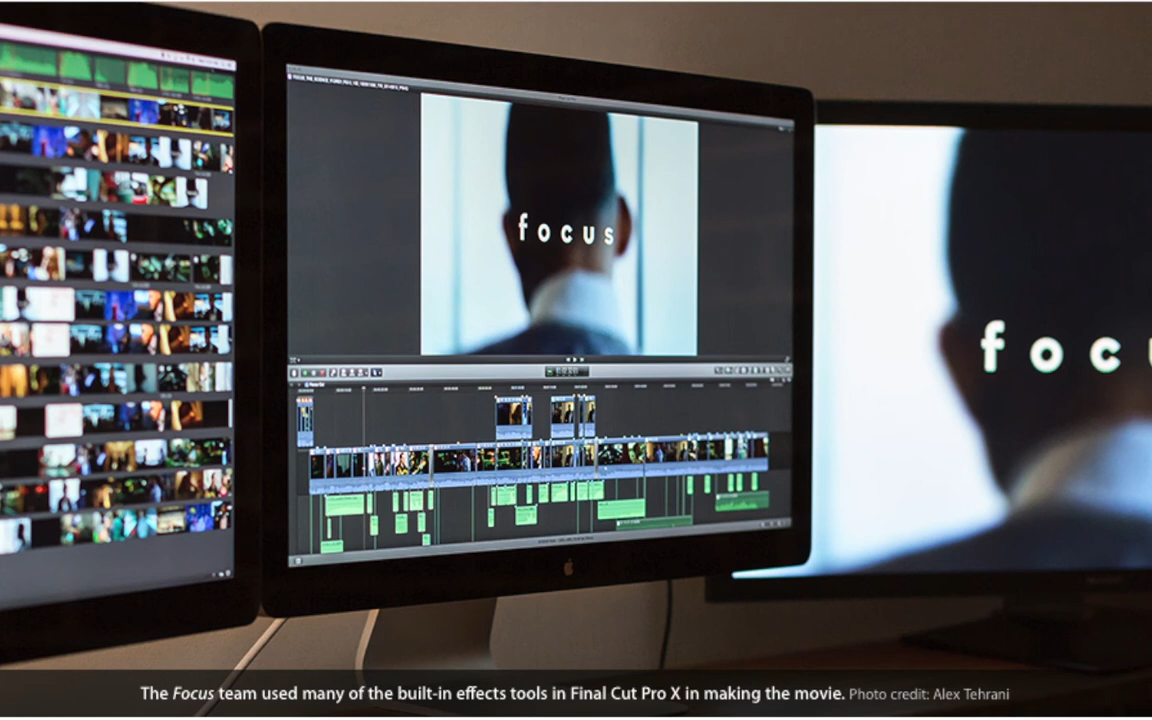 focus
foc
The Focus team used many of the built-in effects tools in Final Cut Pro X in making the movie. Photo credit: Alex Tehrani